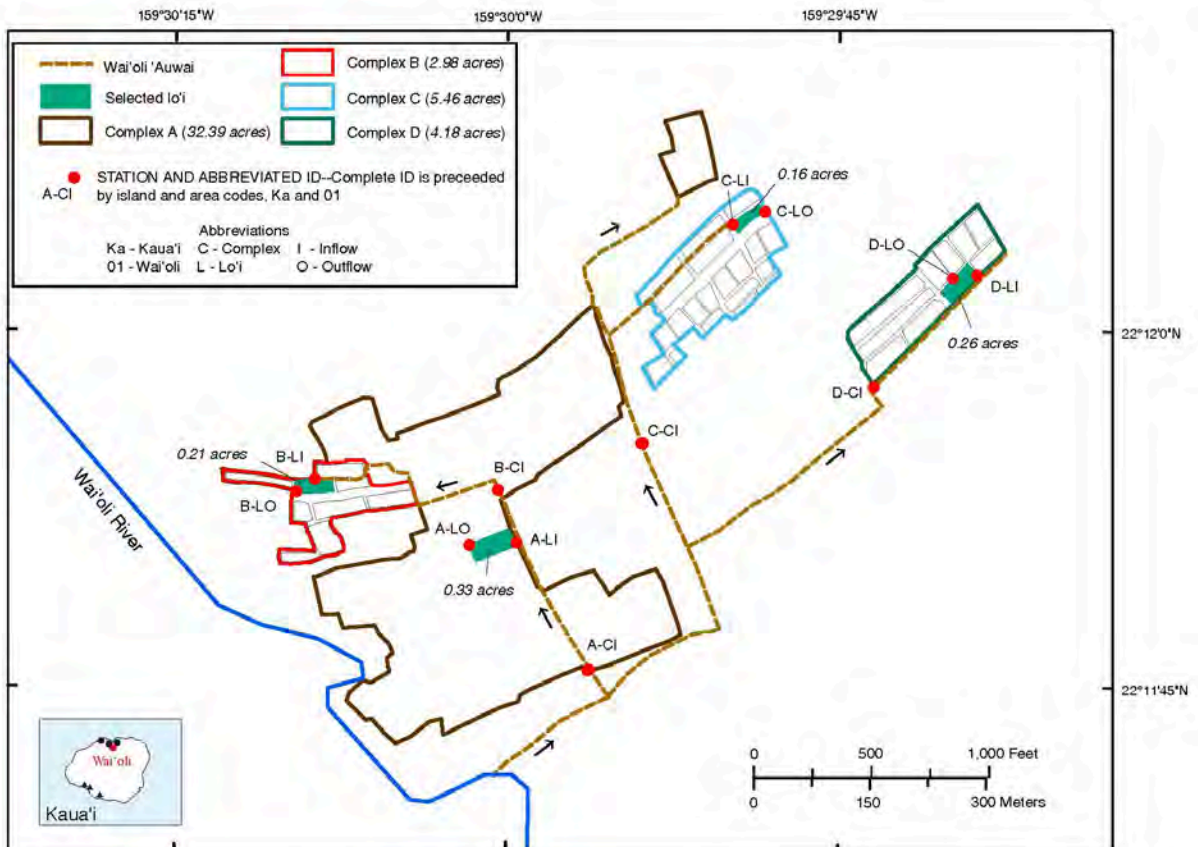 159°30'15"W
159°30'0"W
159°29'45"W
Wai'oli 'Auwai
Selected lo'i
Complex A (32.39 acres)
Complex B (2.98 acres)
Complex C (5.46 acres)
Complex D (4.18 acres)
A-CI
STATION AND ABBREVIATED ID--Complete ID is preceeded
by island and area codes, Ka and 01
Abbreviations
Ka - Kaua'i C - Complex I - Inflow
01 - Wai'oli L - Lo'i O - Outflow
C-LI
0.16 acres
C-LO
D-LO
D-LI
0.26 acres
22°12'0"N
D-CI
C-CI
0.21 acres
B-LI
B-CI
B-LO
A-LO
A-LI
Wai'oli River
0.33 acres
A-CI
22°11'45"N
Wai'oli
Kaua'i
0 500 1,000 Feet
0 150 300 Meters